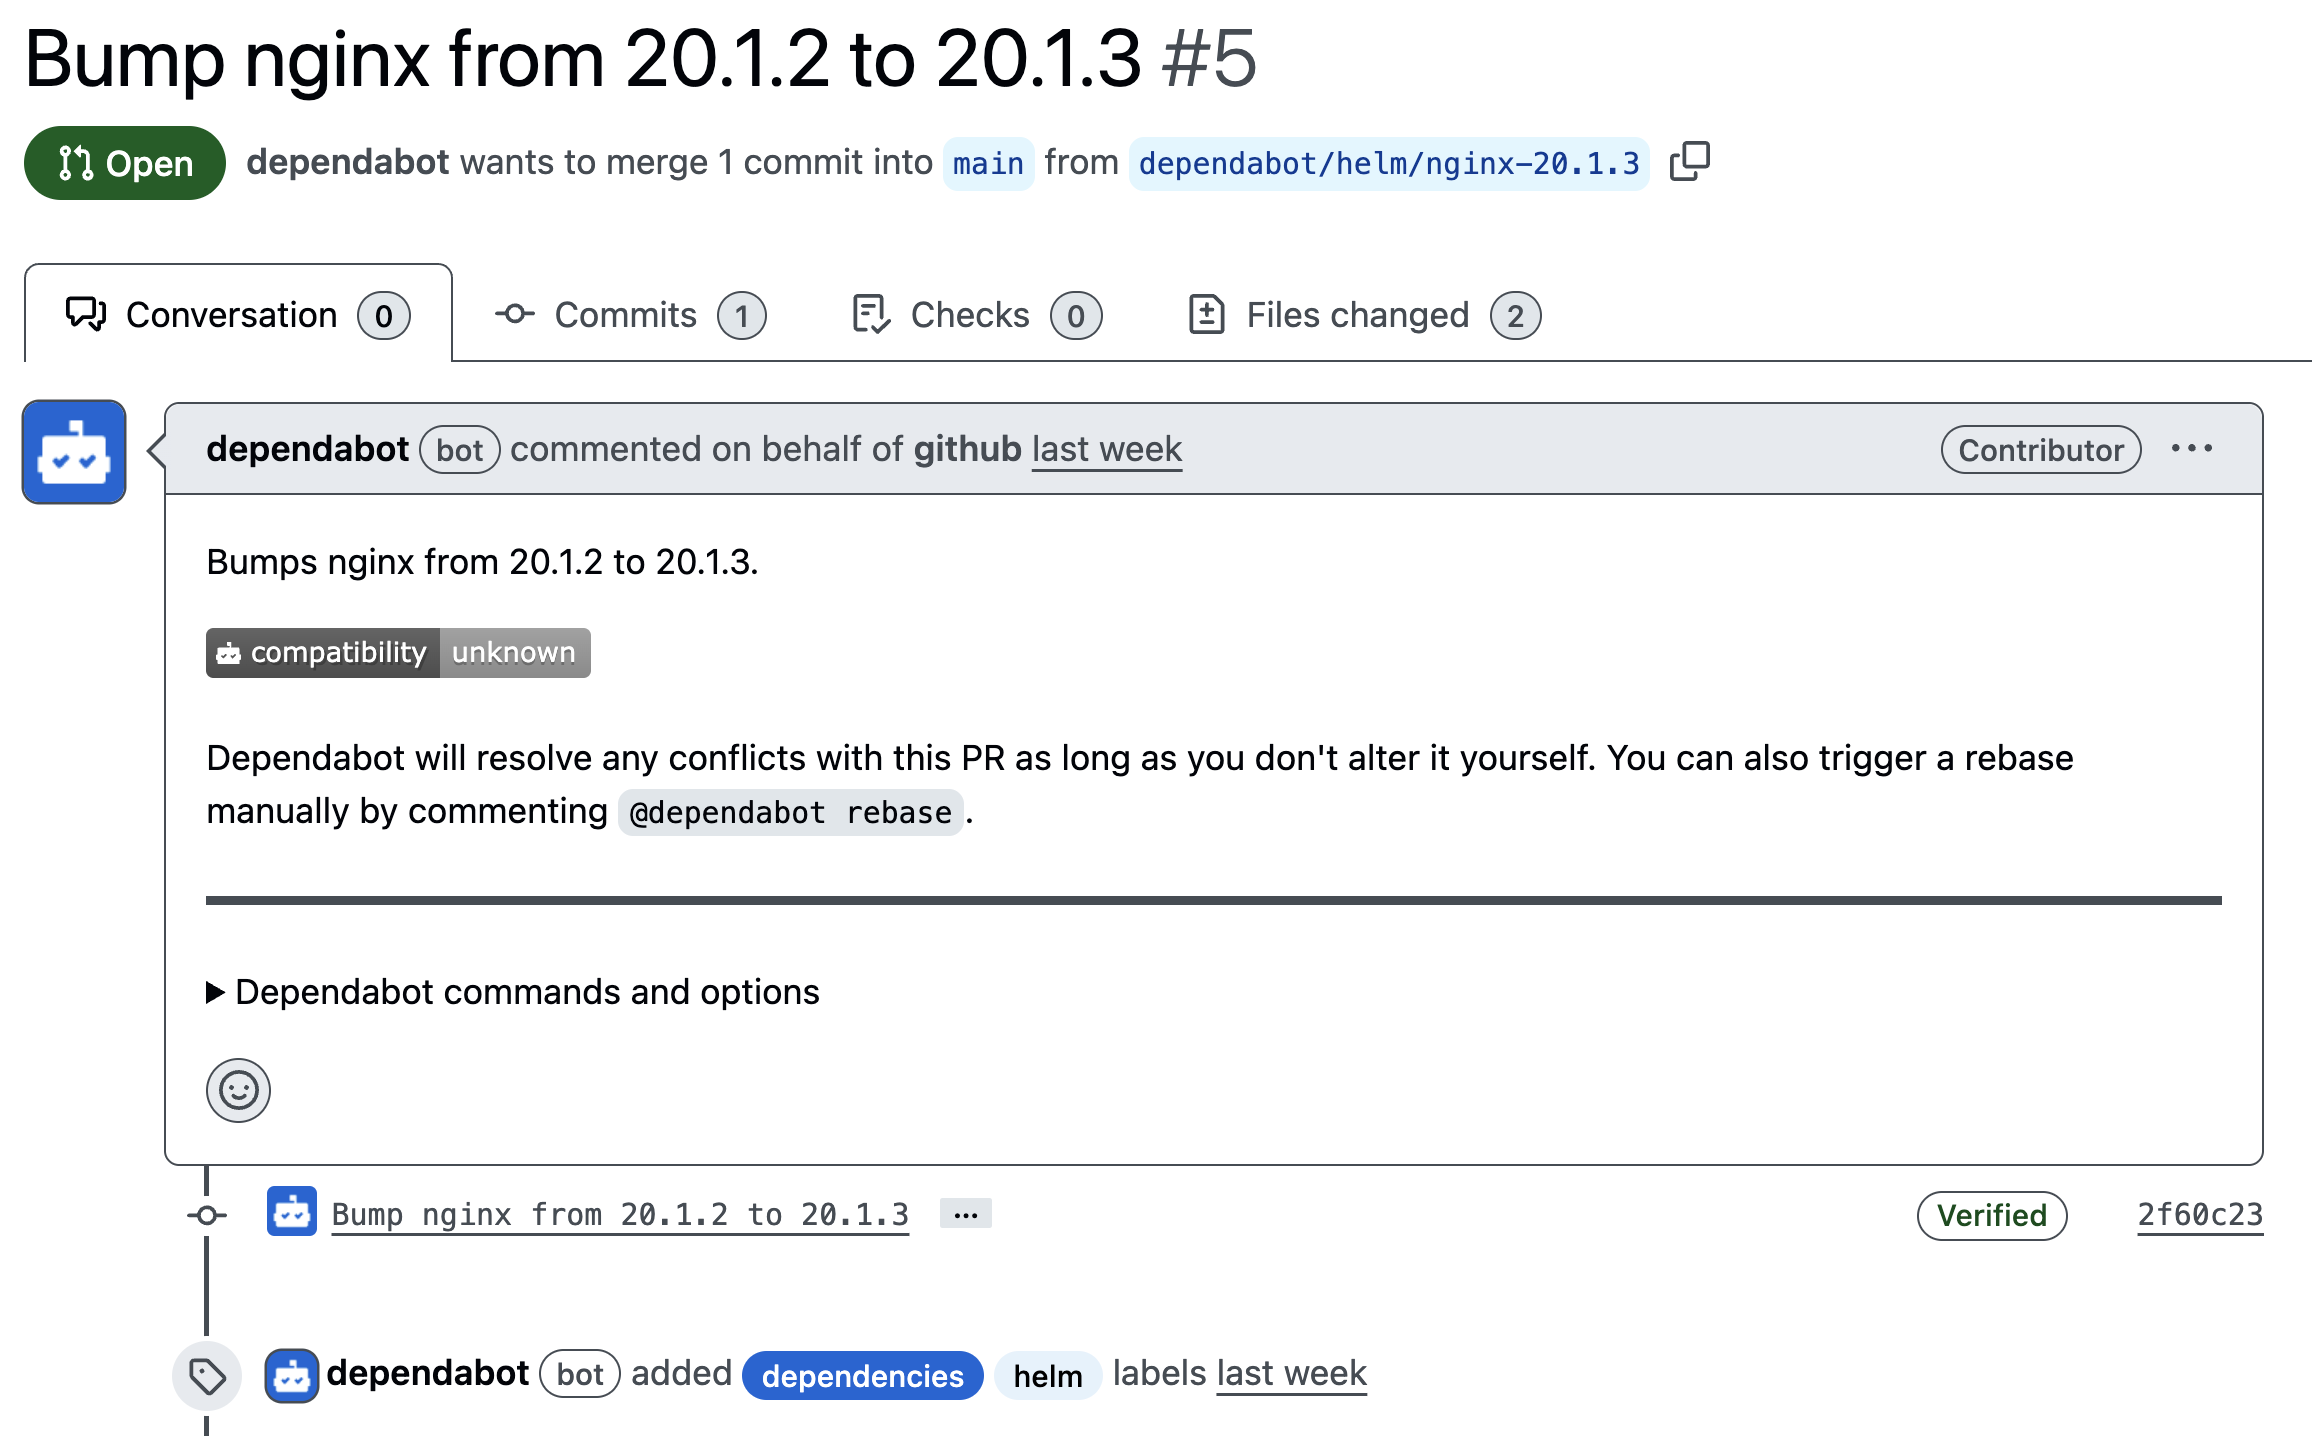 Bump nginx from 20.1.2 to 20.1.3 #5
Open dependabot wants to merge 1 commit into main from dependabot/helm/nginx-20.1.3
Conversation 0 Commits 1 Checks 0 Files changed 2
dependabot bot commented on behalf of github last week Contributor ···
Bumps nginx from 20.1.2 to 20.1.3.
compatibility unknown
Dependabot will resolve any conflicts with this PR as long as you don't alter it yourself. You can also trigger a rebase
manually by commenting @dependabot rebase.
Dependabot commands and options
Bump nginx from 20.1.2 to 20.1.3 ... Verified 2f60c23
dependabot bot added dependencies helm labels last week